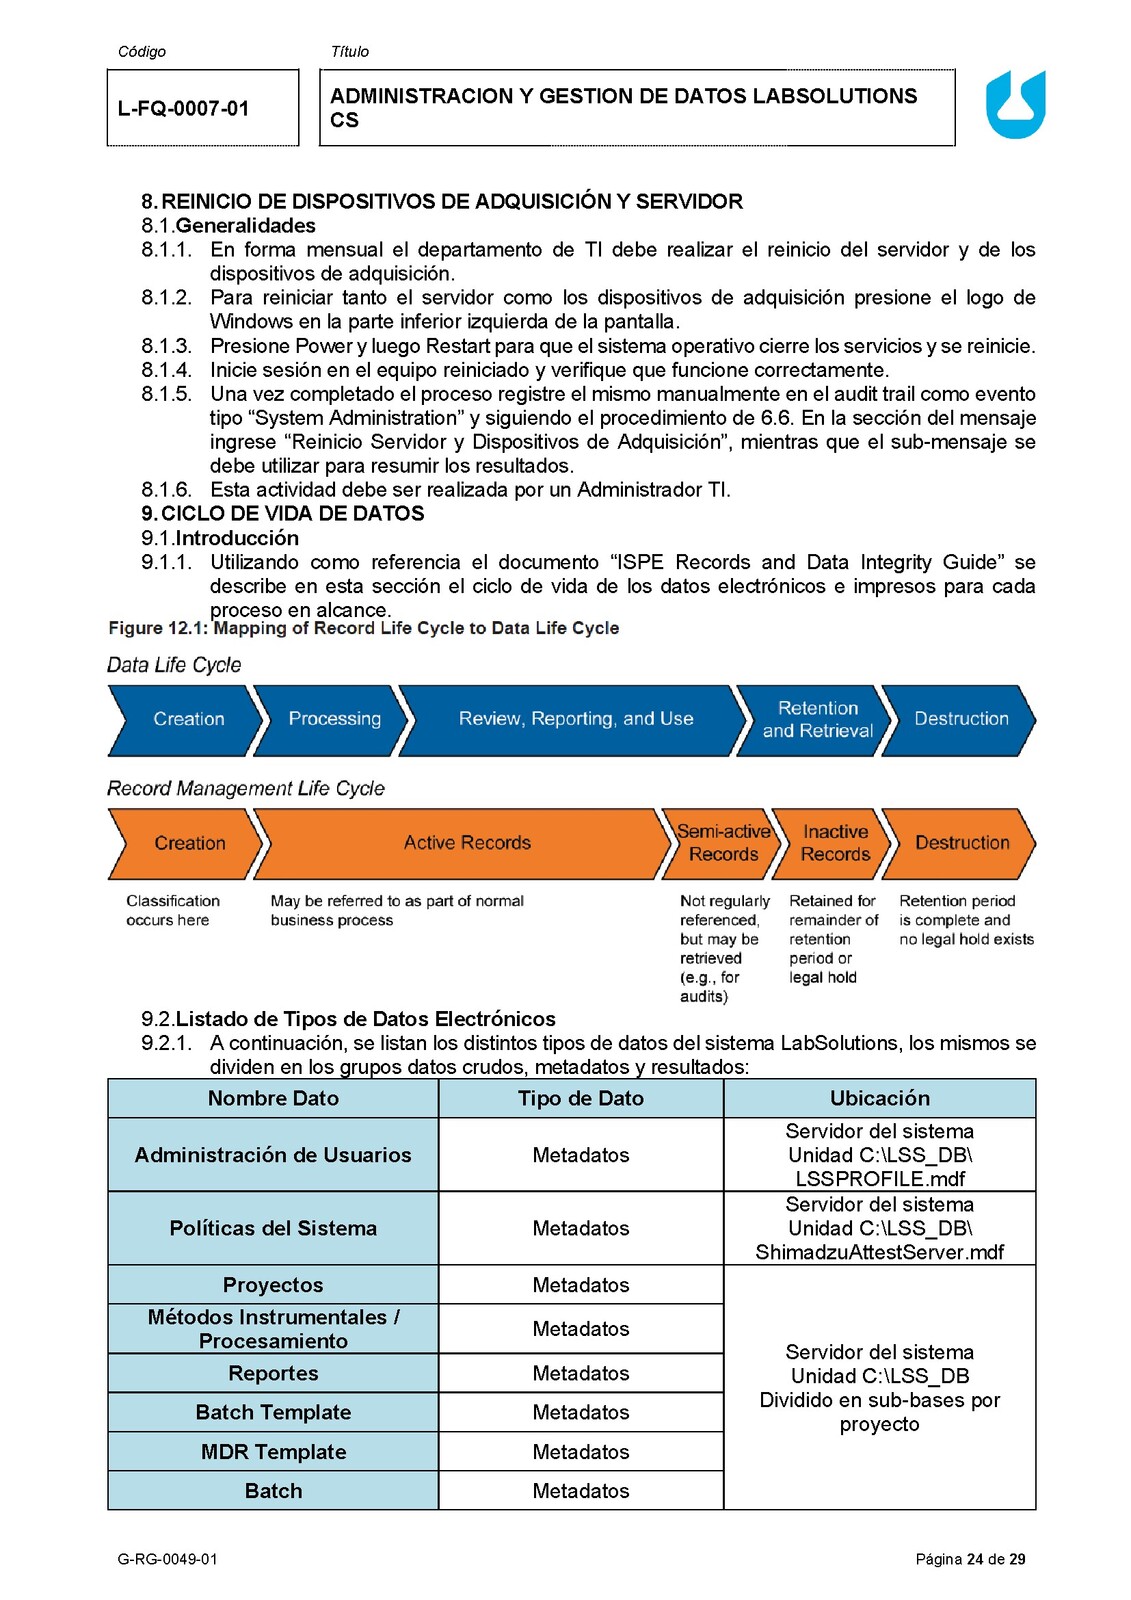 Código
Título
L-FQ-0007-01
ADMINISTRACION Y GESTION DE DATOS LABSOLUTIONS
CS
8. REINICIO DE DISPOSITIVOS DE ADQUISICIÓN Y SERVIDOR
8.1. Generalidades
8.1.1. En forma mensual el departamento de TI debe realizar el reinicio del servidor y de los
dispositivos de adquisición.
8.1.2. Para reiniciar tanto el servidor como los dispositivos de adquisición presione el logo de
Windows en la parte inferior izquierda de la pantalla.
8.1.3. Presione Power y luego Restart para que el sistema operativo cierre los servicios y se reinicie.
8.1.4. Inicie sesión en el equipo reiniciado y verifique que funcione correctamente.
8.1.5. Una vez completado el proceso registre el mismo manualmente en el audit trail como evento
tipo “System Administration” y siguiendo el procedimiento de 6.6. En la sección del mensaje
ingrese “Reinicio Servidor y Dispositivos de Adquisición”, mientras que el sub-mensaje se
debe utilizar para resumir los resultados.
8.1.6. Esta actividad debe ser realizada por un Administrador TI.
9. CICLO DE VIDA DE DATOS
9.1. Introducción
9.1.1. Utilizando como referencia el documento “ISPE Records and Data Integrity Guide” se
describe en esta sección el ciclo de vida de los datos electrónicos e impresos para cada
proceso en alcance.
Figure 12.1: Mapping of Record Life Cycle to Data Life Cycle
Data Life Cycle
Creation
Processing
Review, Reporting, and Use
Retention
and Retrieval
Destruction
Record Management Life Cycle
Creation
Active Records
Semi-active
Records
Inactive
Records
Destruction
Classification
occurs here
May be referred to as part of normal
business process
Not regularly
referenced,
but may be
retrieved
(e.g., for
audits)
Retained for
remainder of
retention
period or
legal hold
Retention period
is complete and
no legal hold exists
9.2. Listado de Tipos de Datos Electrónicos
9.2.1. A continuación, se listan los distintos tipos de datos del sistema LabSolutions, los mismos se
dividen en los grupos datos crudos, metadatos y resultados:
Nombre Dato
Tipo de Dato
Ubicación
Administración de Usuarios
Metadatos
Servidor del sistema
Unidad C:\LSS_DB\
LSSPROFILE.mdf
Políticas del Sistema
Metadatos
Servidor del sistema
Unidad C:\LSS_DB\
ShimadzuAttestServer.mdf
Proyectos
Metadatos
Métodos Instrumentales /
Procesamiento
Metadatos
Reportes
Metadatos
Batch Template
Metadatos
MDR Template
Metadatos
Batch
Metadatos
Servidor del sistema
Unidad C:\LSS_DB
Dividido en sub-bases por
proyecto
G-RG-0049-01
Página 24 de 29